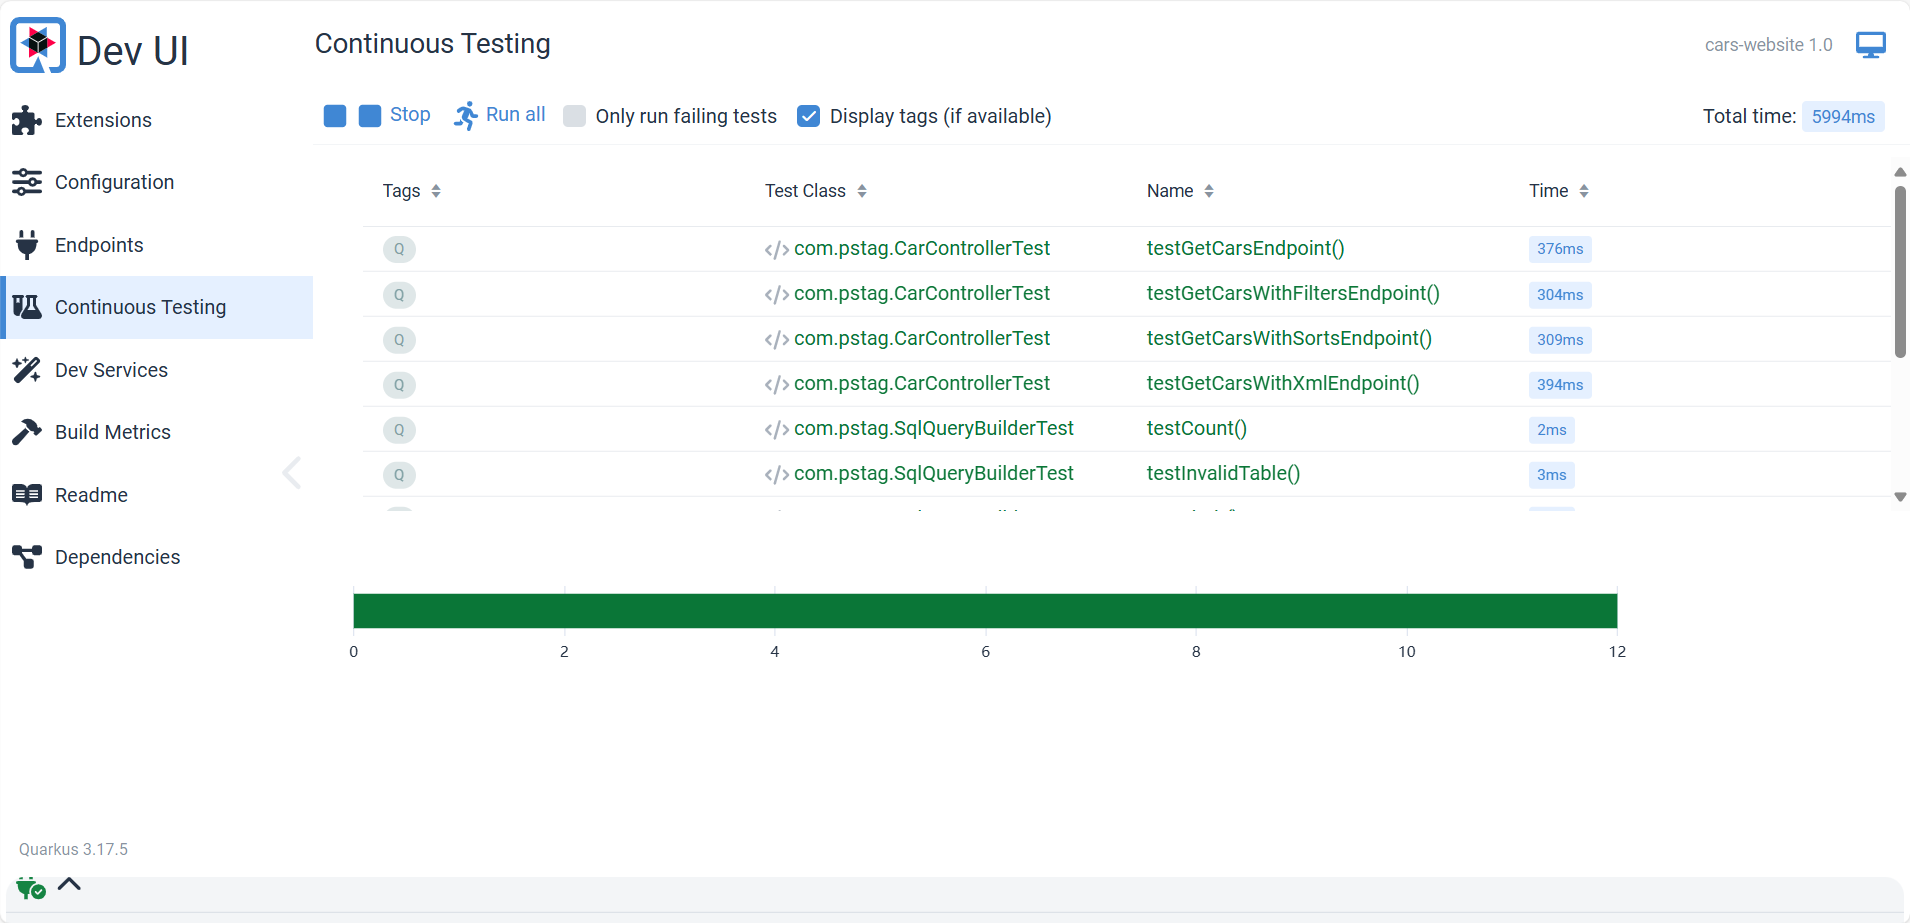 Dev UI
Continuous Testing
cars-website 1.0
Extensions
Configuration
Endpoints
Continuous Testing
Dev Services
Build Metrics
Readme
Dependencies
Stop Run all Only run failing tests Display tags (if available) Total time: 5994ms
Tags Test Class Name Time
Q </> com.pstag.CarControllerTest testGetCarsEndpoint() 376ms
Q </> com.pstag.CarControllerTest testGetCarsWithFiltersEndpoint() 304ms
Q </> com.pstag.CarControllerTest testGetCarsWithSortsEndpoint() 309ms
Q </> com.pstag.CarControllerTest testGetCarsWithXmlEndpoint() 394ms
Q </> com.pstag.SqlQueryBuilderTest testCount() 2ms
Q </> com.pstag.SqlQueryBuilderTest testInvalidTable() 3ms
0 2 4 6 8 10 12
Quarkus 3.17.5